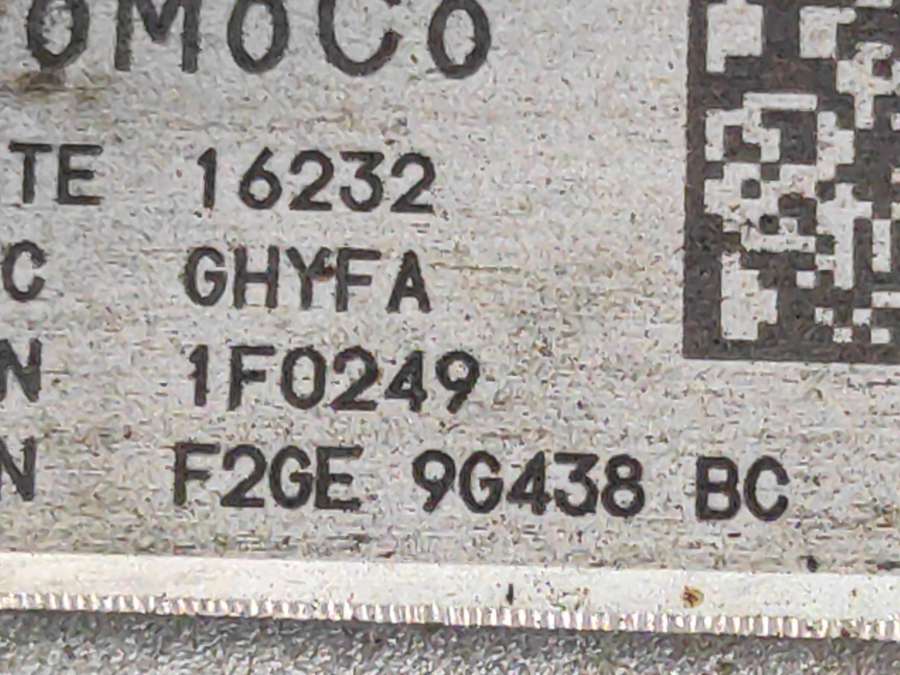 oMoCo
TE 16232
C GHYFA
N 1F0249
N F2GE 9G438 BC